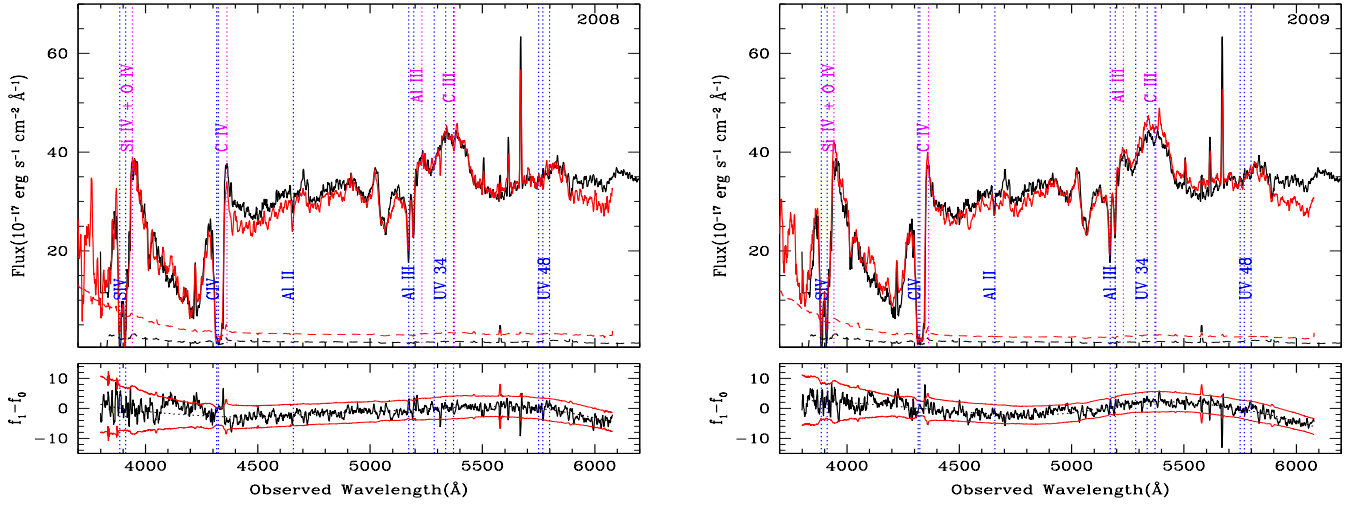 2008
60
40
20
Flux(10⁻¹⁷ erg s⁻¹ cm⁻² Å⁻¹)
Si IV + O IV
C IV
Al III
C III
SiV
CIV
Al II
Al III
UV 34
UV 48
10
0
−10
f₁−f₀
4000
4500
5000
5500
6000
Observed Wavelength(Å)
2009
60
40
20
Flux(10⁻¹⁷ erg s⁻¹ cm⁻² Å⁻¹)
Si IV + O IV
C IV
Al III
C III
SiV
CIV
Al II
Al III
UV 34
UV 48
10
0
−10
f₁−f₀
4000
4500
5000
5500
6000
Observed Wavelength(Å)